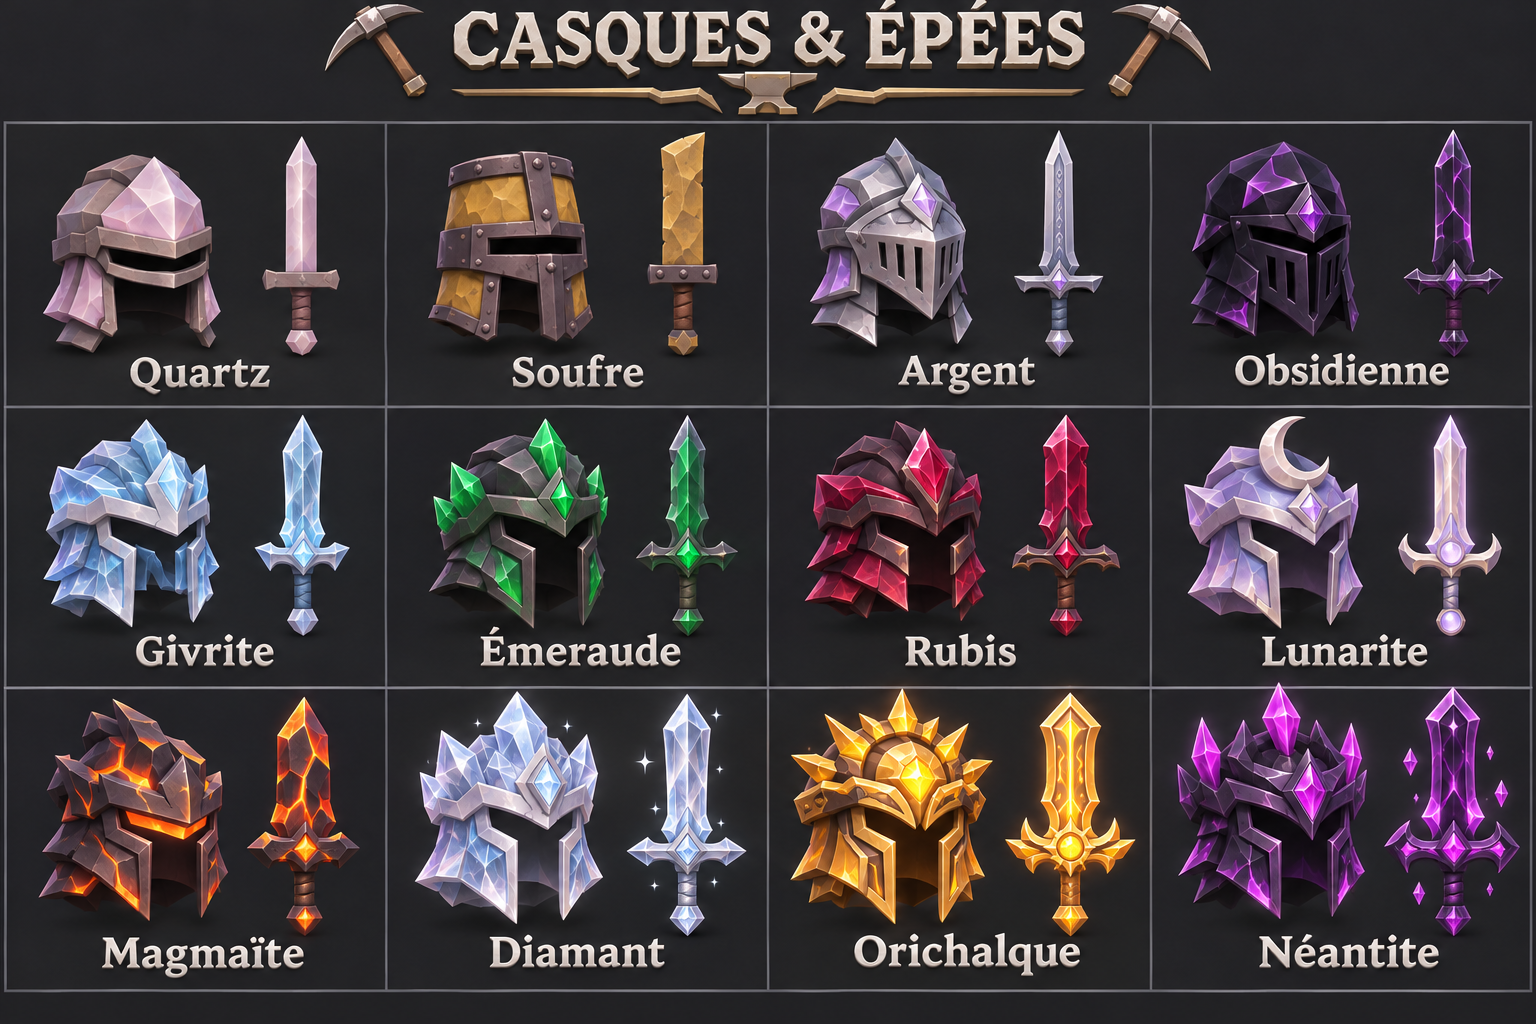 CASQUES & ÉPÉES
Quartz
Soufre
Argent
Obsidienne
Givrite
Émeraude
Rubis
Lunarite
Magmaïte
Diamant
Orichalque
Néantite